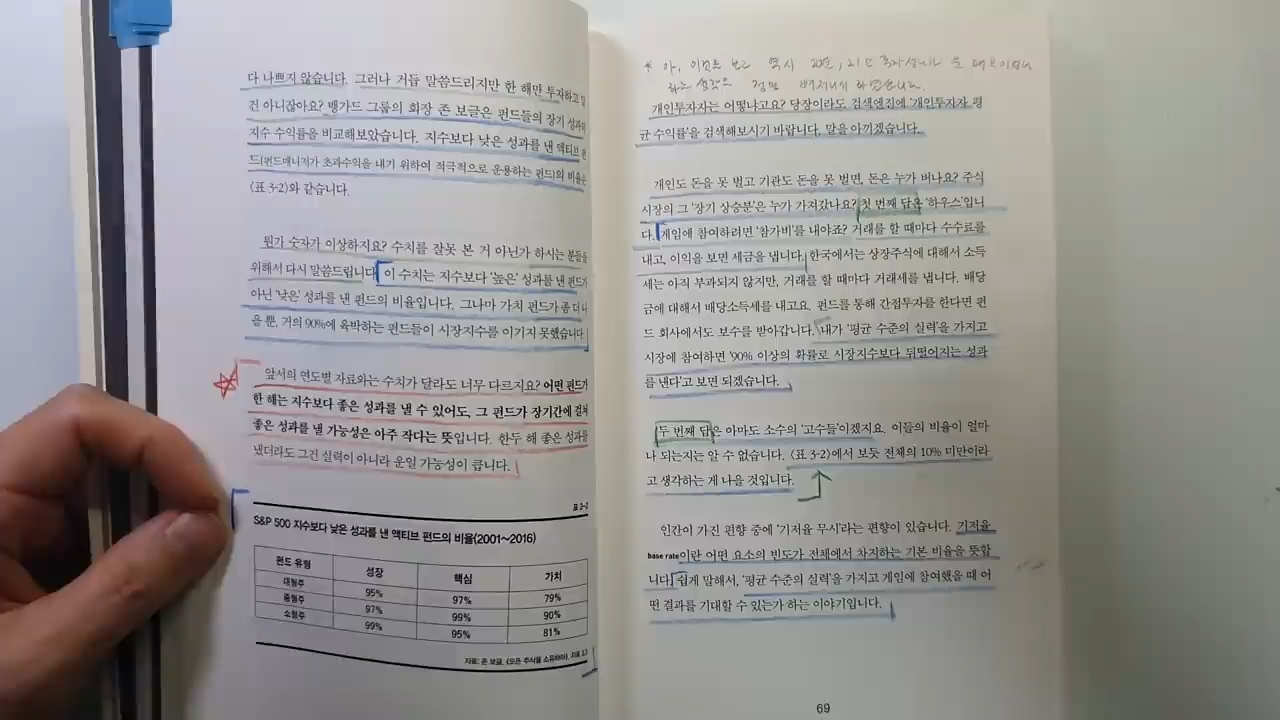 다 나쁘지 않습니다. 그러나 거듭 말씀드리지만 한 해만 투자하고 말
건 아니잖아요? 뱅가드 그룹의 회장 존 보글은 펀드들의 장기 성과와
지수 수익률을 비교해보았습니다. 지수보다 낮은 성과를 낸 액티브 펀
드(펀드매니저가 초과수익을 내기 위하여 적극적으로 운용하는 펀드)의 비율은
〈표 3-2〉와 같습니다.
뭔가 숫자가 이상하지요? 수치를 잘못 본 거 아닌가 하시는 분들을
위해서 다시 말씀드립니다. 이 수치는 지수보다 '높은' 성과를 낸 펀드가
아닌 '낮은' 성과를 낸 펀드의 비율입니다. 그나마 가치 펀드가 좀 더 나
을 뿐, 거의 90%에 육박하는 펀드들이 시장지수를 이기지 못했습니다.
앞서의 연도별 자료와는 수치가 달라도 너무 다르지요? 어떤 펀드가
한 해는 지수보다 좋은 성과를 낼 수 있어도, 그 펀드가 장기간에 걸쳐
좋은 성과를 낼 가능성은 아주 작다는 뜻입니다. 한두 해 좋은 성과를
냈더라도 그건 실력이 아니라 운일 가능성이 큽니다.
표 3-2
S&P 500 지수보다 낮은 성과를 낸 액티브 펀드의 비율(2001~2016)
펀드 유형 성장 핵심 가치
대형주 95% 97% 79%
중형주 97% 99% 90%
소형주 99% 95% 81%
자료: 존 보글, 《모든 주식을 소유하라》, 자료 3.3
* 아, 이것은 역시
개인투자자는 어떻냐고요? 당장이라도 검색엔진에 '개인투자자 평
균 수익률'을 검색해보시기 바랍니다. 말을 아끼겠습니다.
개인도 돈을 못 벌고 기관도 돈을 못 벌면, 돈은 누가 버나요? 주식
시장의 그 '장기 상승분'은 누가 가져갔나요? 첫 번째 답은 '하우스'입니
다. 게임에 참여하려면 '참가비'를 내야죠? 거래를 할 때마다 수수료를
내고, 이익을 보면 세금을 냅니다. 한국에서는 상장주식에 대해서 소득
세는 아직 부과되지 않지만, 거래를 할 때마다 거래세를 냅니다. 배당
금에 대해서 배당소득세를 내고요. 펀드를 통해 간접투자를 한다면 펀
드 회사에서도 보수를 받아갑니다. 내가 '평균 수준의 실력'을 가지고
시장에 참여하면 '90% 이상의 확률로 시장지수보다 뒤떨어지는 성과
를 낸다'고 보면 되겠습니다.
두 번째 답은 아마도 소수의 '고수들'이겠지요. 이들의 비율이 얼마
나 되는지는 알 수 없습니다. 〈표 3-2〉에서 보듯 전체의 10% 미만이라
고 생각하는 게 나을 것입니다.
인간이 가진 편향 중에 '기저율 무시'라는 편향이 있습니다. 기저율
base rate이란 어떤 요소의 빈도가 전체에서 차지하는 기본 비율을 뜻합
니다. 쉽게 말해서, '평균 수준의 실력'을 가지고 게임에 참여했을 때 어
떤 결과를 기대할 수 있는가 하는 이야기입니다.
69